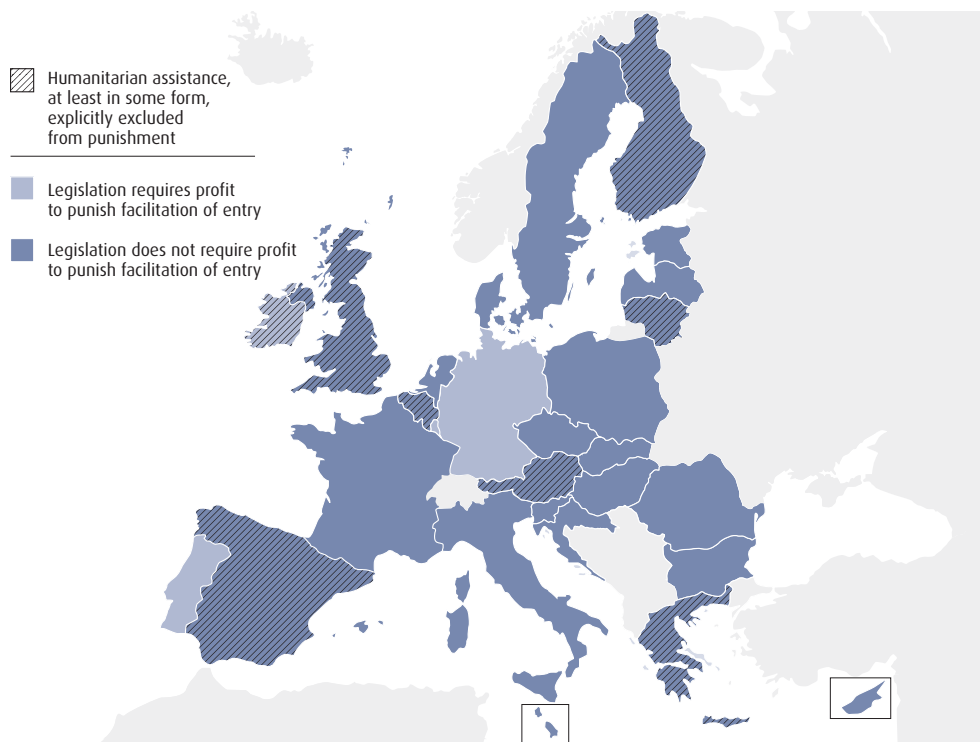 Humanitarian assistance,
at least in some form,
explicitly excluded
from punishment
Legislation requires profit
to punish facilitation of entry
Legislation does not require profit
to punish facilitation of entry